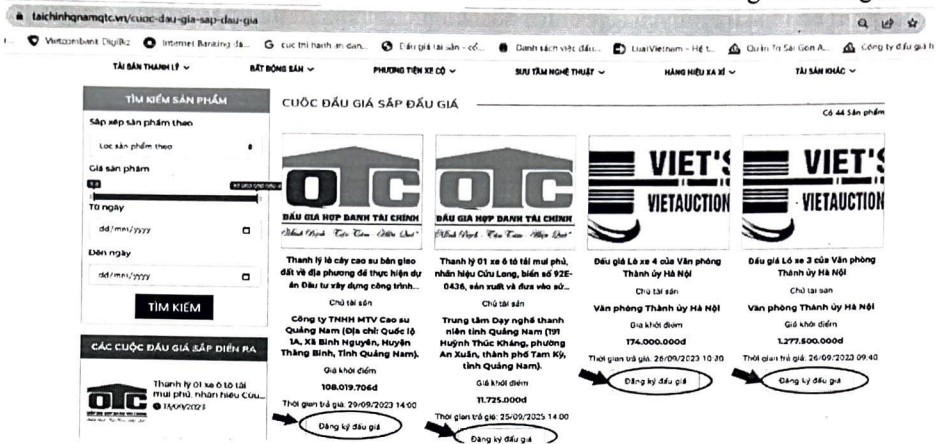 taichinhqnamqtc.vn/cuoc-dau-gia-sap-dau-gia
Vietcombank DigiBiz
Internet Banking dà...
cuc thi hanh an dan...
Đấu giá tài sản - cổ...
Danh sách việc đấu...
LuatVietnam - Hệ t...
Quản Trị Sài Gòn A...
Công ty đấu giá h
TÀI SẢN THANH LÝ
BẤT ĐỘNG SẢN
PHƯƠNG TIỆN XE CỘ
SƯU TẦM NGHỆ THUẬT
HÀNG HIỆU XA XỈ
TÀI SẢN KHÁC
TÌM KIẾM SẢN PHẨM
Sắp xếp sản phẩm theo
Lọc sản phẩm theo
Giá sản phẩm
Từ ngày
dd/mm/yyyy
Đến ngày
dd/mm/yyyy
TÌM KIẾM
CÁC CUỘC ĐẤU GIÁ SẮP DIỄN RA
Thanh lý 01 xe ô tô tải
mui phủ, nhãn hiệu Cửu...
CUỘC ĐẤU GIÁ SẮP ĐẤU GIÁ
Có 44 Sản phẩm
QTC
ĐẤU GIÁ HỢP DANH TÀI CHÍNH
Thanh lý là cây cao su bàn giao
đất về địa phương để thực hiện dự
án Đầu tư xây dựng công trình...
Chủ tài sản
Công ty TNHH MTV Cao su
Quảng Nam (Địa chỉ: Quốc lộ
1A, Xã Bình Nguyên, Huyện
Thăng Bình, Tỉnh Quảng Nam).
Giá khởi điểm
108.019.706đ
Thời gian trả giá: 29/09/2023 14:00
Đăng ký đấu giá
QTC
ĐẤU GIÁ HỢP DANH TÀI CHÍNH
Thanh lý 01 xe ô tô tải mui phủ,
nhãn hiệu Cửu Long, biển số 92E-
0436, sản xuất và đưa vào sử...
Chủ tài sản
Trung tâm Dạy nghề thanh
niên tỉnh Quảng Nam (191
Huỳnh Thúc Kháng, phường
An Xuân, thành phố Tam Kỳ,
tỉnh Quảng Nam).
Giá khởi điểm
11.725.000đ
Thời gian trả giá: 25/09/2023 14:00
Đăng ký đấu giá
VIET'S
VIETAUCTION
Đấu giá Lô xe 4 của Văn phòng
Thành ủy Hà Nội
Chủ tài sản
Văn phòng Thành ủy Hà Nội
Giá khởi điểm
174.000.000đ
Thời gian trả giá: 26/09/2023 10:30
Đăng ký đấu giá
VIET'S
VIETAUCTION
Đấu giá Lô xe 3 của Văn phòng
Thành ủy Hà Nội
Chủ tài sản
Văn phòng Thành ủy Hà Nội
Giá khởi điểm
1.277.500.000đ
Thời gian trả giá: 26/09/2023 09:40
Đăng ký đấu giá